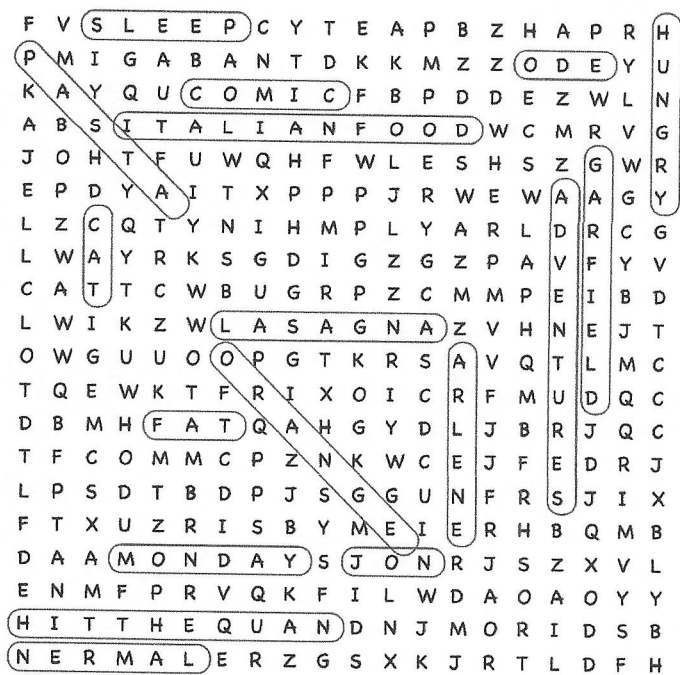 F V S L E E P C Y T E A P B Z H A P R H
P M I G A B A N T D K K M Z Z O D E Y U
K A Y Q U C O M I C F B P D D E Z W L N
A B S I T A L I A N F O O D W C M R V G
J O H T F U W Q H F W L E S H S Z G W R
E P D Y A I T X P P P J R W E W A A G Y
L Z C Q T Y N I H M P L Y A R L D R C G
L W A Y R K S G D I G Z G Z P A V F Y V
C A T T C W B U G R P Z C M M P E I B D
L W I K Z W L A S A G N A Z V H N E J T
O W G U U O O P G T K R S A V Q T L M C
T Q E W K T F R I X O I C R F M U D Q C
D B M H F A T Q A H G Y D L J B R J Q C
T F C O M M C P Z N K W C E J F E D R J
L P S D T B D P J S G G U N F R S J I X
F T X U Z R I S B Y M E I E R H B Q M B
D A A M O N D A Y S J O N R J S Z X V L
E N M F P R V Q K F I L W D A O A O Y Y
H I T T H E Q U A N D N J M O R I D S B
N E R M A L E R Z G S X K J R T L D F H